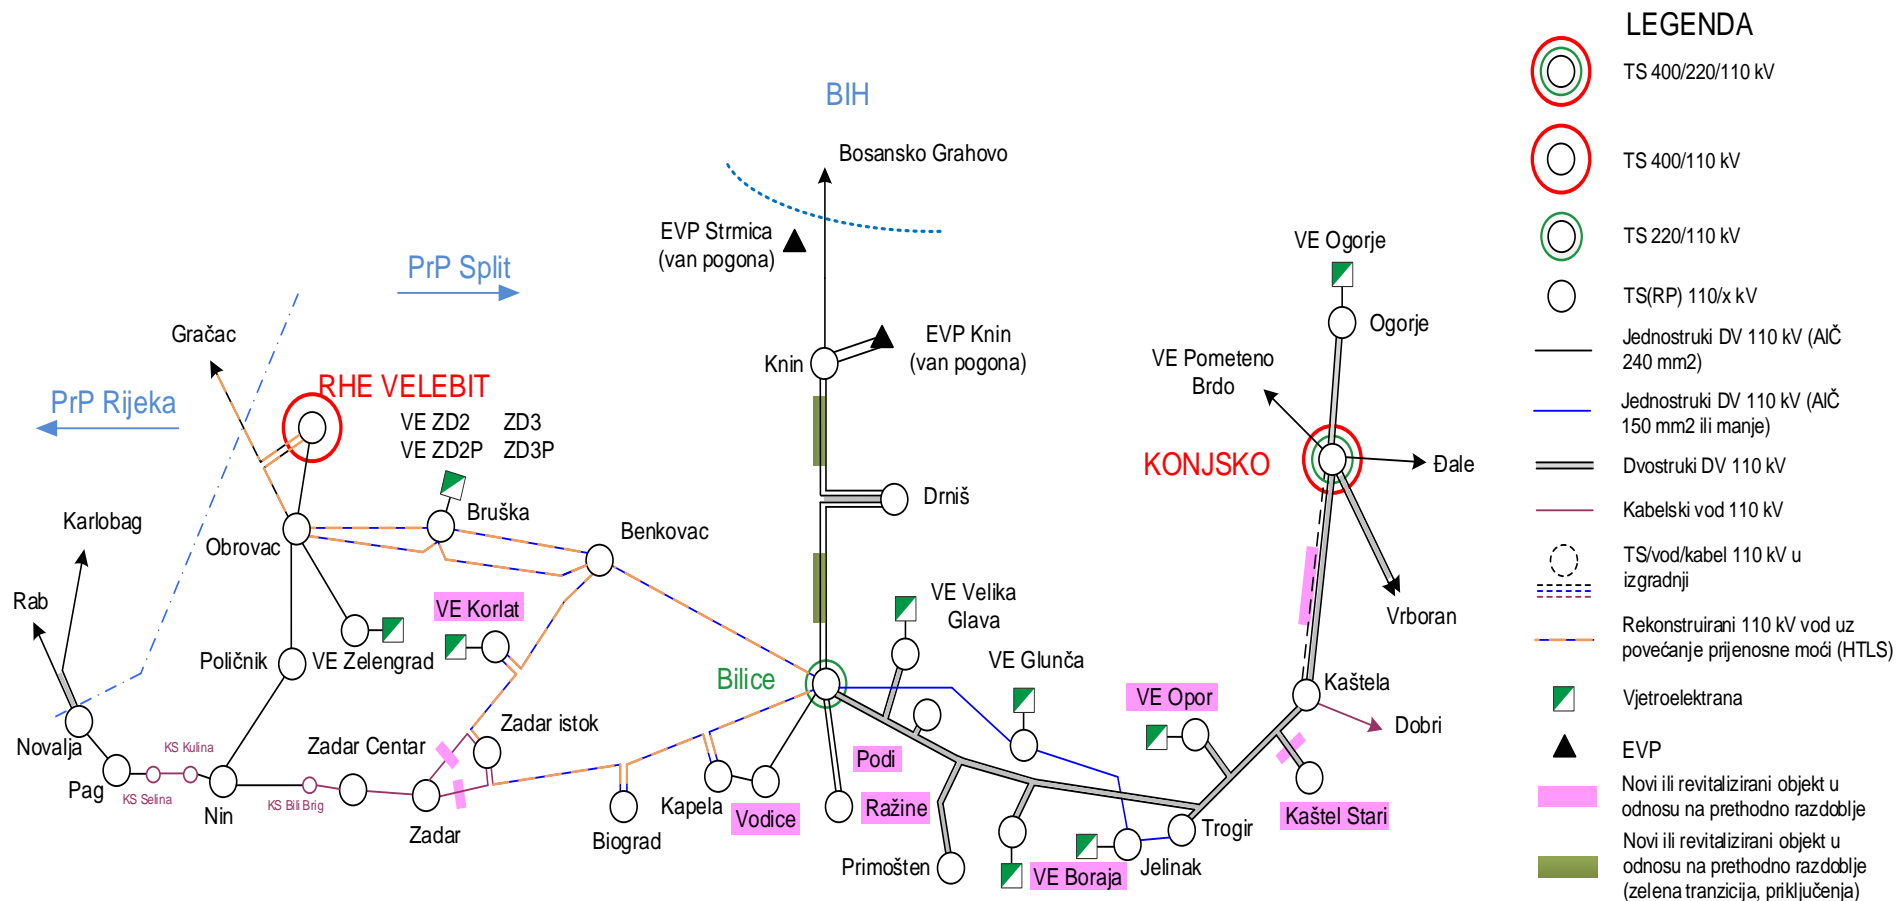 LEGENDA
TS 400/220/110 kV
TS 400/110 kV
TS 220/110 kV
TS(RP) 110/x kV
Jednostruki DV 110 kV (AlČ
240 mm2)
Jednostruki DV 110 kV (AlČ
150 mm2 ili manje)
Dvostruki DV 110 kV
Kabelski vod 110 kV
TS/vod/kabel 110 kV u
izgradnji
Rekonstruirani 110 kV vod uz
povećanje prijenosne moći (HTLS)
Vjetroelektrana
EVP
Novi ili revitalizirani objekt u
odnosu na prethodno razdoblje
Novi ili revitalizirani objekt u
odnosu na prethodno razdoblje
(zelena tranzicija, priključenja)
BIH
Bosansko Grahovo
EVP Strmica
(van pogona)
PrP Split
Gračac
EVP Knin
(van pogona)
Knin
VE Ogorje
Ogorje
VE Pometeno
Brdo
RHE VELEBIT
PrP Rijeka
VE ZD2 ZD3
VE ZD2P ZD3P
KONJSKO
Đale
Drniš
Karlobag
Bruška
Obrovac
Benkovac
Rab
VE Korlat
VE Velika
Glava
Vrboran
Poličnik
VE Zelengrad
VE Glunča
Bilice
VE Opor
Kaštela
Dobri
Novalja
KS Kulina
Zadar Centar
Zadar istok
Podi
Pag
KS Selina
Nin
KS Bili Brig
Zadar
Biograd
Kapela
Vodice
Ražine
Kaštel Stari
Trogir
Primošten
VE Boraja
Jelinak